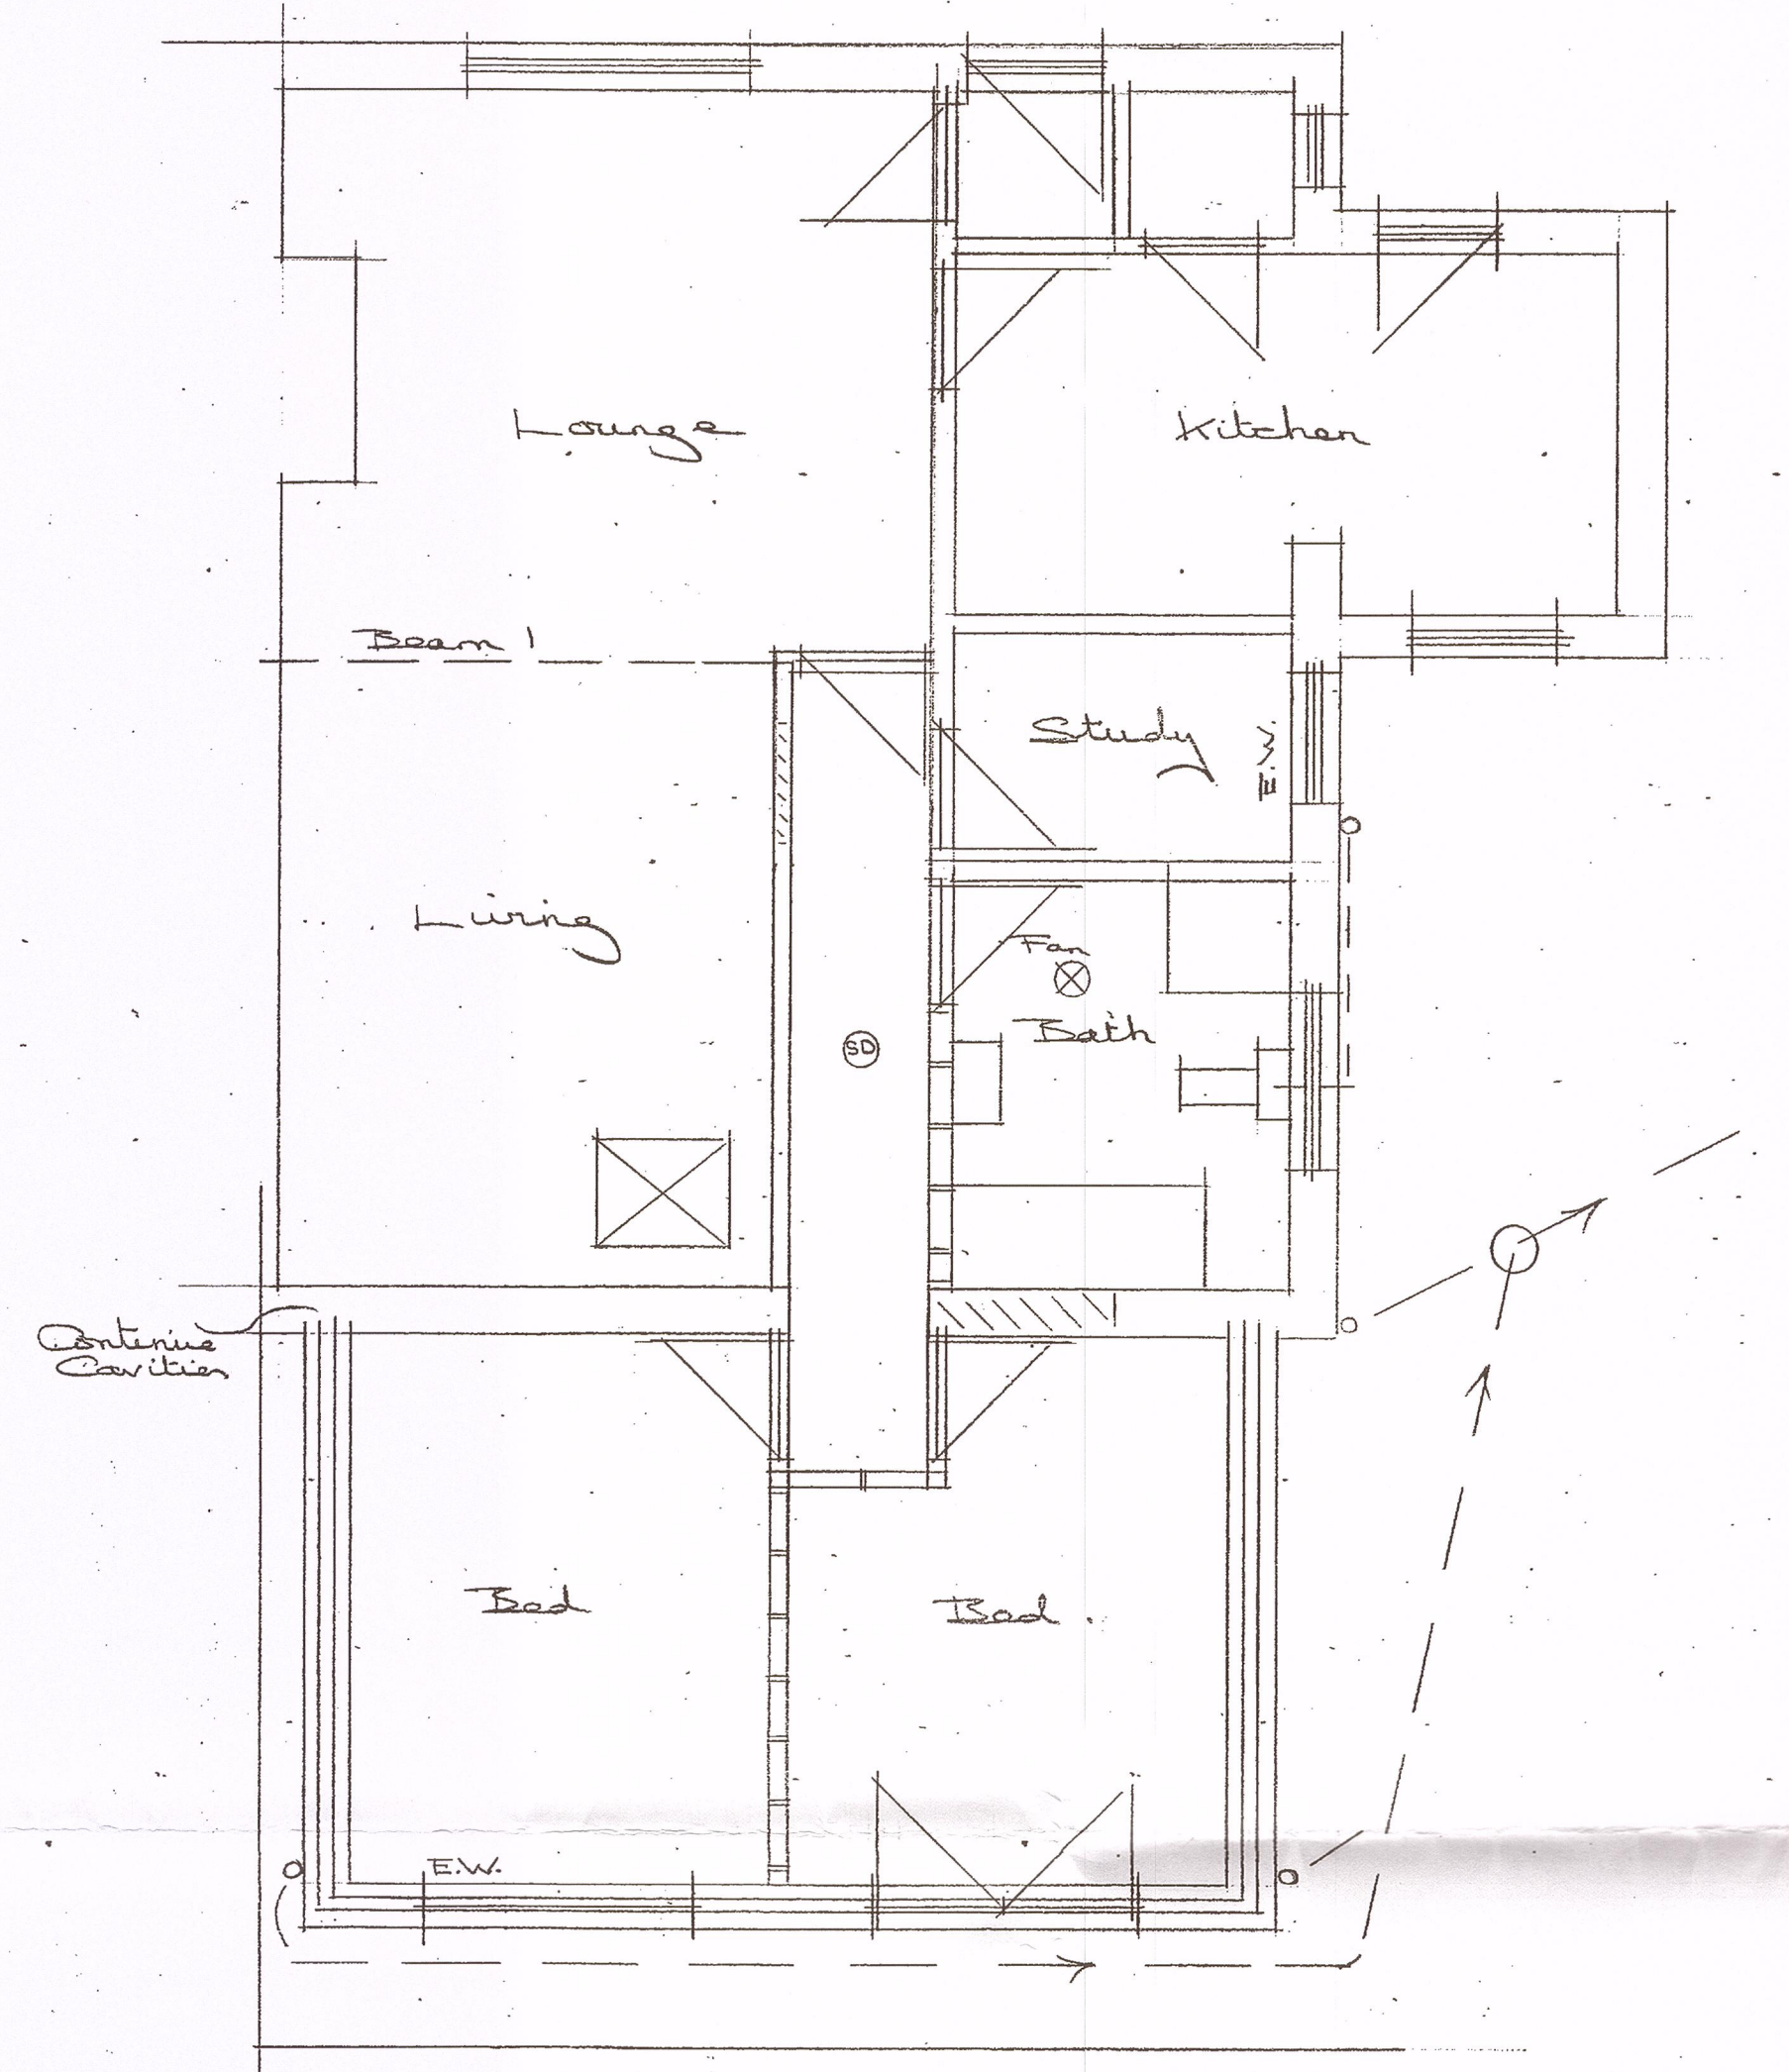 Lounge
Kitchen
Beam 1
Study
E.W.
Living
Fan
Bath
SD
Continue
Cavities
Bed
Bed.
E.W.